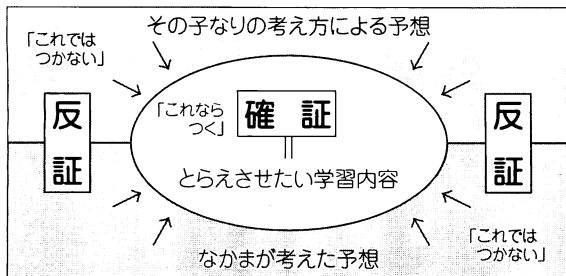 その子なりの考え方による予想
「これでは
つかない」
反証
「これなら
つく」
確証
反証
とらえさせたい学習内容
なかまが考えた予想
「これでは
つかない」